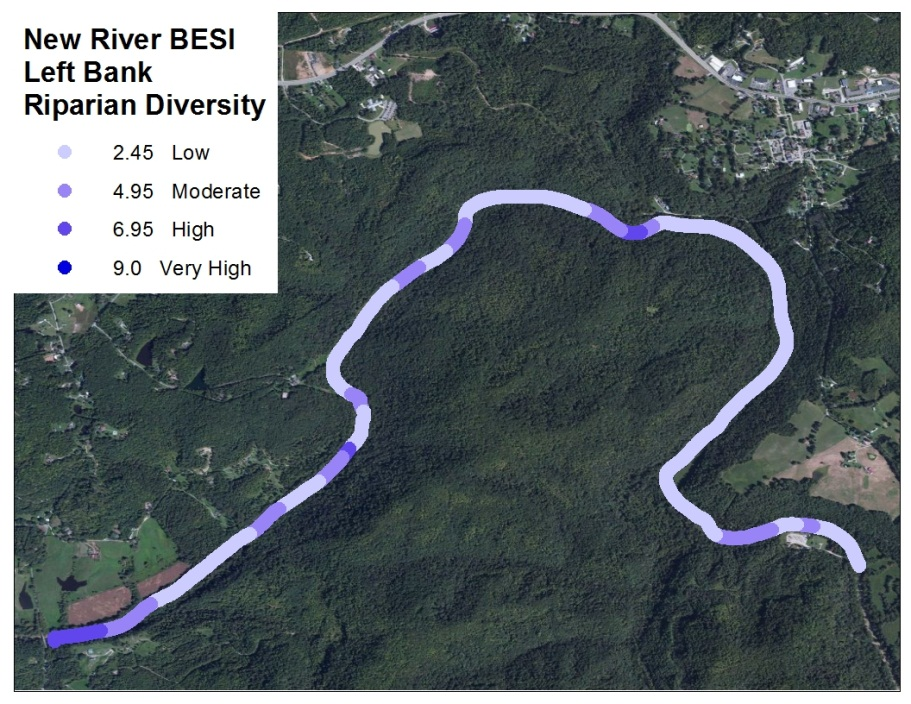 New River BESI
Left Bank
Riparian Diversity
2.45 Low
4.95 Moderate
6.95 High
9.0 Very High